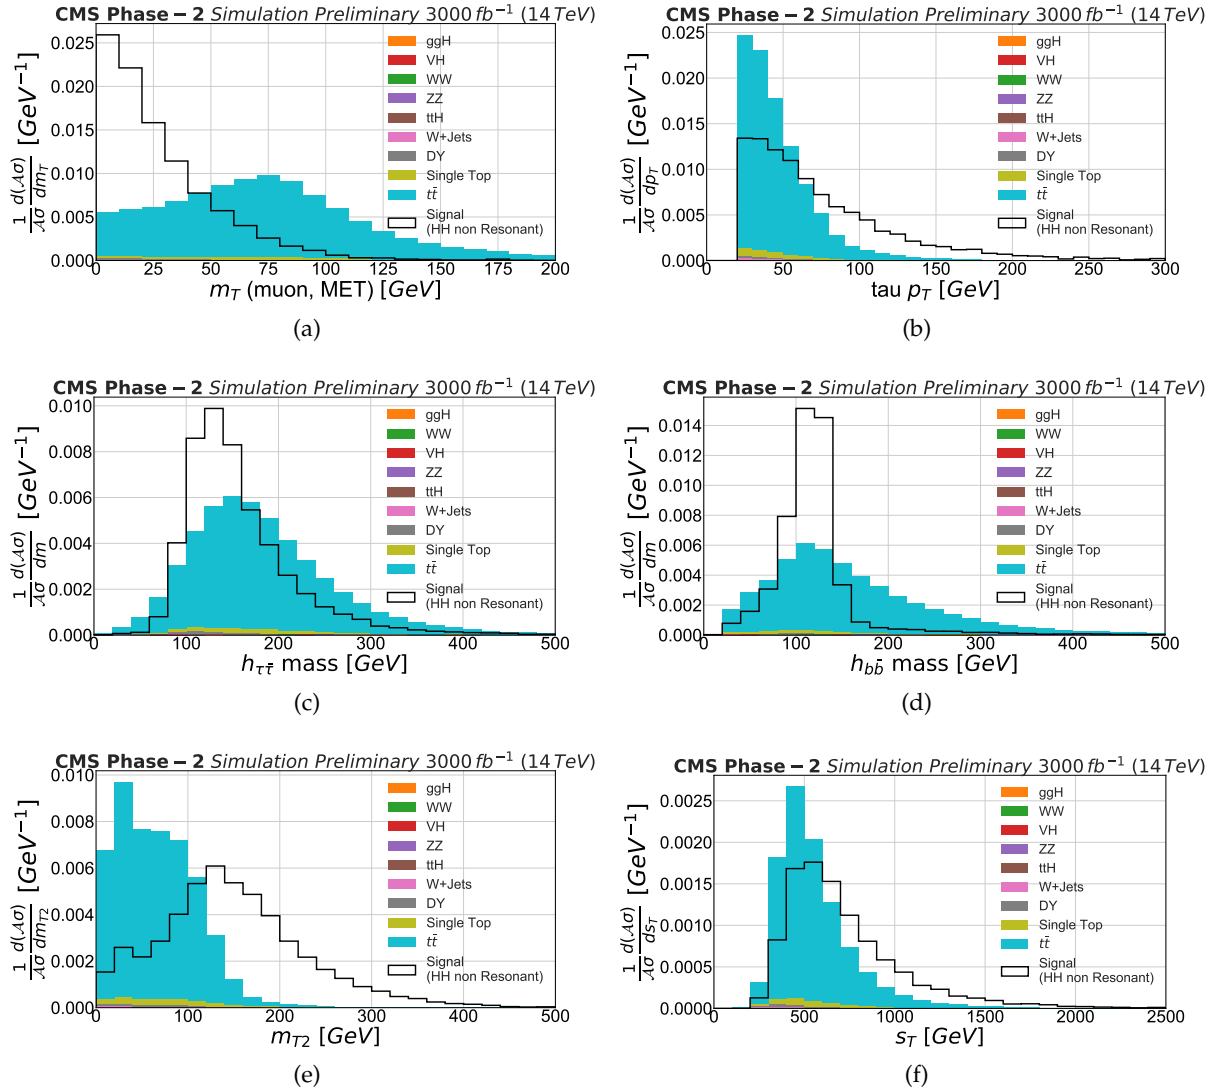 CMS Phase − 2 Simulation Preliminary 3000 fb⁻¹ (14 TeV)
0.025
0.020
0.015
0.010
0.005
0.000
1/𝒜σ d(𝒜σ)/dm_T [GeV⁻¹]
ggH
VH
WW
ZZ
ttH
W+Jets
DY
Single Top
tt̄
Signal
(HH non Resonant)
0 25 50 75 100 125 150 175 200
m_T (muon, MET) [GeV]
(a)
CMS Phase − 2 Simulation Preliminary 3000 fb⁻¹ (14 TeV)
0.025
0.020
0.015
0.010
0.005
0.000
1/𝒜σ d(𝒜σ)/dp_T [GeV⁻¹]
ggH
VH
WW
ZZ
ttH
W+Jets
DY
Single Top
tt̄
Signal
(HH non Resonant)
0 50 100 150 200 250 300
tau p_T [GeV]
(b)
CMS Phase − 2 Simulation Preliminary 3000 fb⁻¹ (14 TeV)
0.010
0.008
0.006
0.004
0.002
0.000
1/𝒜σ d(𝒜σ)/dm [GeV⁻¹]
ggH
WW
VH
ZZ
ttH
W+Jets
DY
Single Top
tt̄
Signal
(HH non Resonant)
0 100 200 300 400 500
h_ττ̄ mass [GeV]
(c)
CMS Phase − 2 Simulation Preliminary 3000 fb⁻¹ (14 TeV)
0.014
0.012
0.010
0.008
0.006
0.004
0.002
0.000
1/𝒜σ d(𝒜σ)/dm [GeV⁻¹]
ggH
WW
VH
ZZ
ttH
W+Jets
DY
Single Top
tt̄
Signal
(HH non Resonant)
0 100 200 300 400 500
h_bb̄ mass [GeV]
(d)
CMS Phase − 2 Simulation Preliminary 3000 fb⁻¹ (14 TeV)
0.010
0.008
0.006
0.004
0.002
0.000
1/𝒜σ d(𝒜σ)/dm_T2 [GeV⁻¹]
ggH
WW
VH
ZZ
ttH
W+Jets
DY
Single Top
tt̄
Signal
(HH non Resonant)
0 100 200 300 400 500
m_T2 [GeV]
(e)
CMS Phase − 2 Simulation Preliminary 3000 fb⁻¹ (14 TeV)
0.0025
0.0020
0.0015
0.0010
0.0005
0.0000
1/𝒜σ d(𝒜σ)/ds_T [GeV⁻¹]
ggH
WW
VH
ZZ
ttH
W+Jets
DY
Single Top
tt̄
Signal
(HH non Resonant)
0 500 1000 1500 2000 2500
s_T [GeV]
(f)